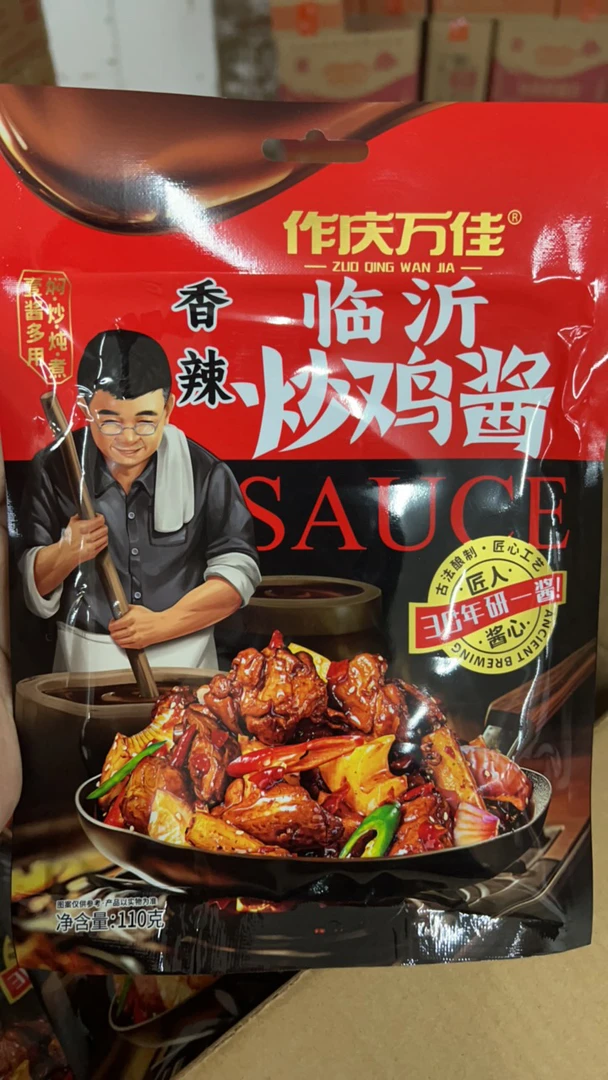 作庆万佳®
ZUO QING WAN JIA
焖·炒·炖·煮
壹酱多用
香辣
临沂
炒鸡酱
SAUCE
古法酿制·匠心工艺
匠人·
30年研一酱!
酱心·
ANCIENT BREWING
图案仅供参考·产品以实物为准
净含量:110克